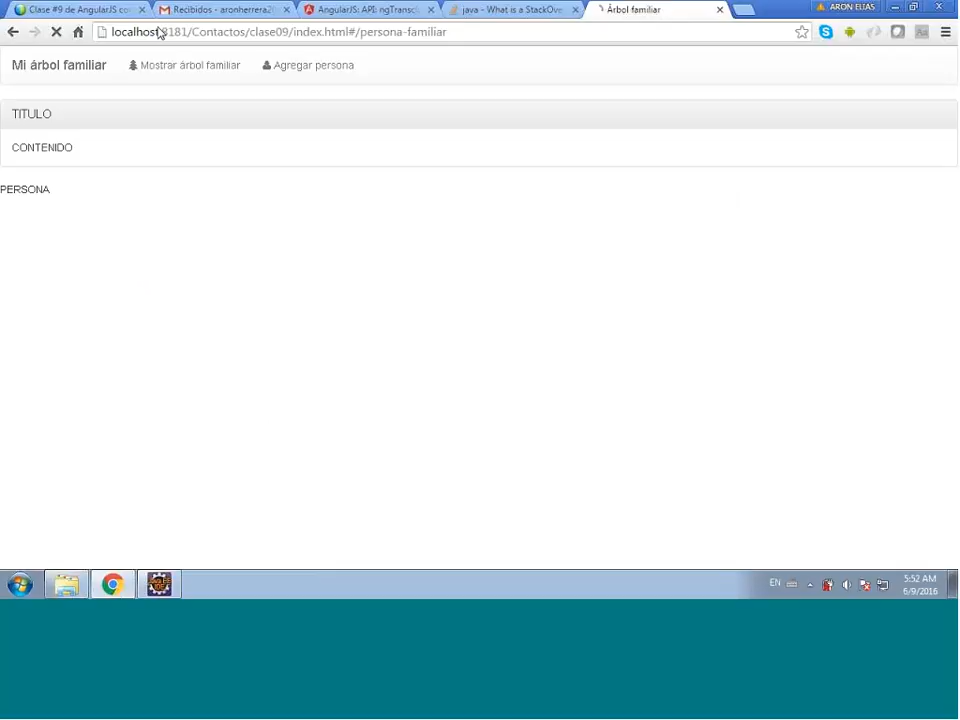 Clase #9 de AngularJS co
Recibidos - aronherrera2
AngularJS: API: ngTranscl
java - What is a StackOve
Árbol familiar
ARON ELIAS
localhost:8181/Contactos/clase09/index.html#/persona-familiar
Mi árbol familiar
Mostrar árbol familiar
Agregar persona
TITULO
CONTENIDO
PERSONA
EN
5:52 AM
6/9/2016